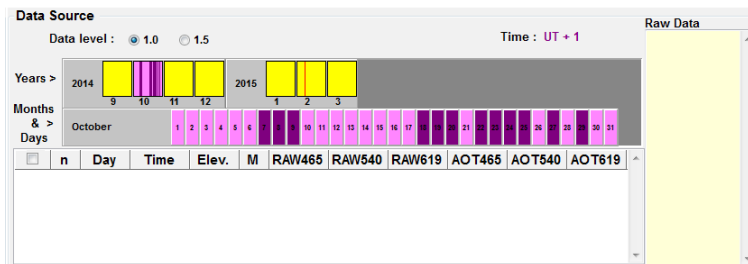 Data Source
Raw Data
Data level : 1.0 1.5
Time : UT + 1
Years >
2014 2015
9 10 11 12 1 2 3
Months
& >
Days
October 1 2 3 4 5 6 7 8 9 10 11 12 13 14 15 16 17 18 19 20 21 22 23 24 25 26 27 28 29 30 31
n Day Time Elev. M RAW465 RAW540 RAW619 AOT465 AOT540 AOT619